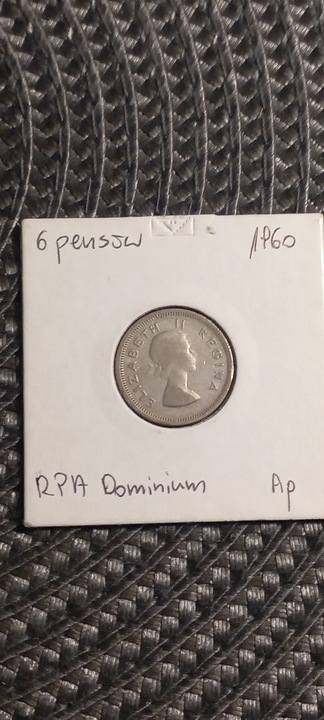 6 pensów 1960
ELIZABETH II REGINA
RPA Dominium Ag